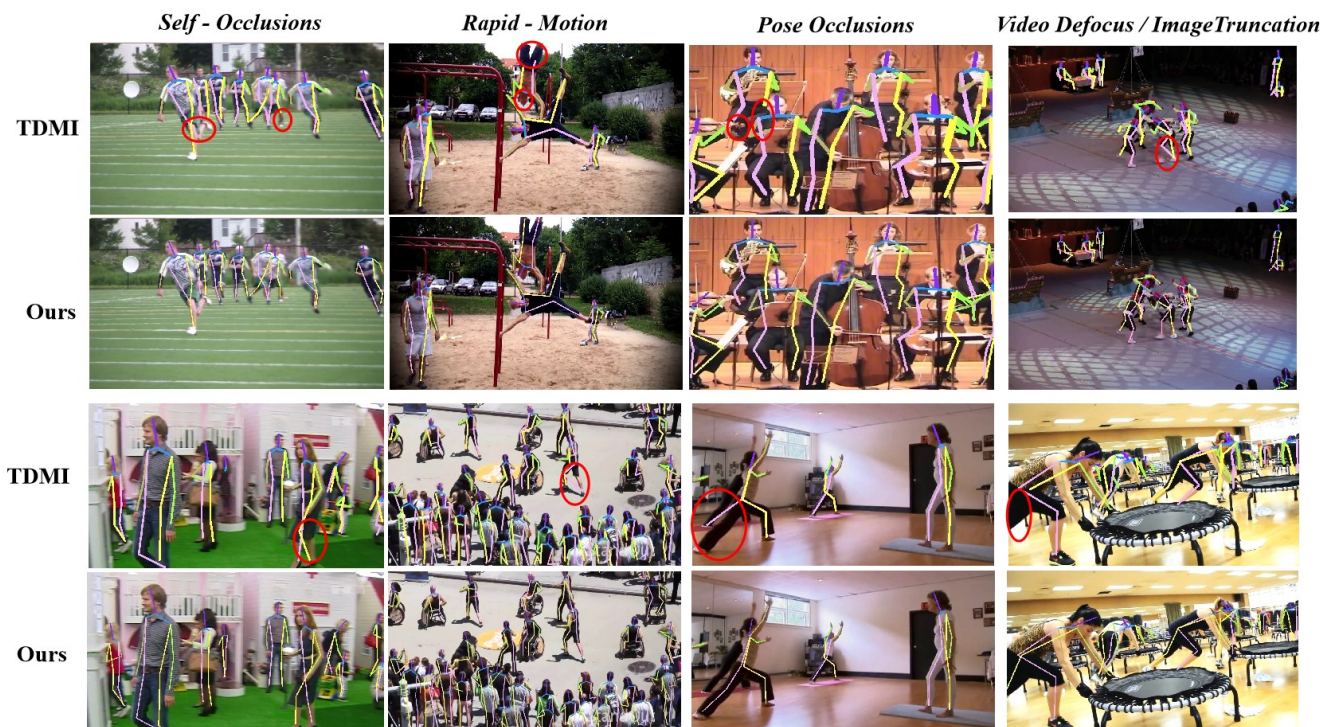 Self - Occlusions
Rapid - Motion
Pose Occlusions
Video Defocus / ImageTruncation
TDMI
Ours
TDMI
Ours